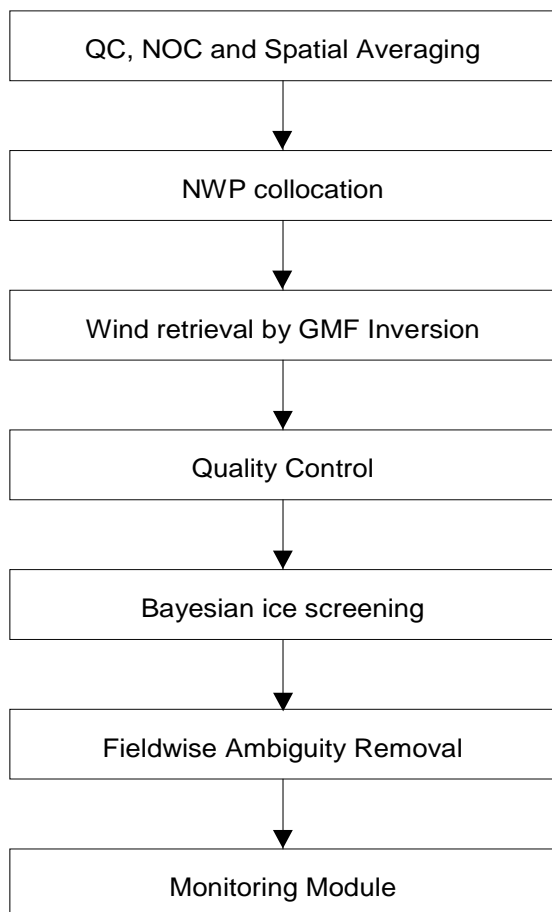 QC, NOC and Spatial Averaging
NWP collocation
Wind retrieval by GMF Inversion
Quality Control
Bayesian ice screening
Fieldwise Ambiguity Removal
Monitoring Module